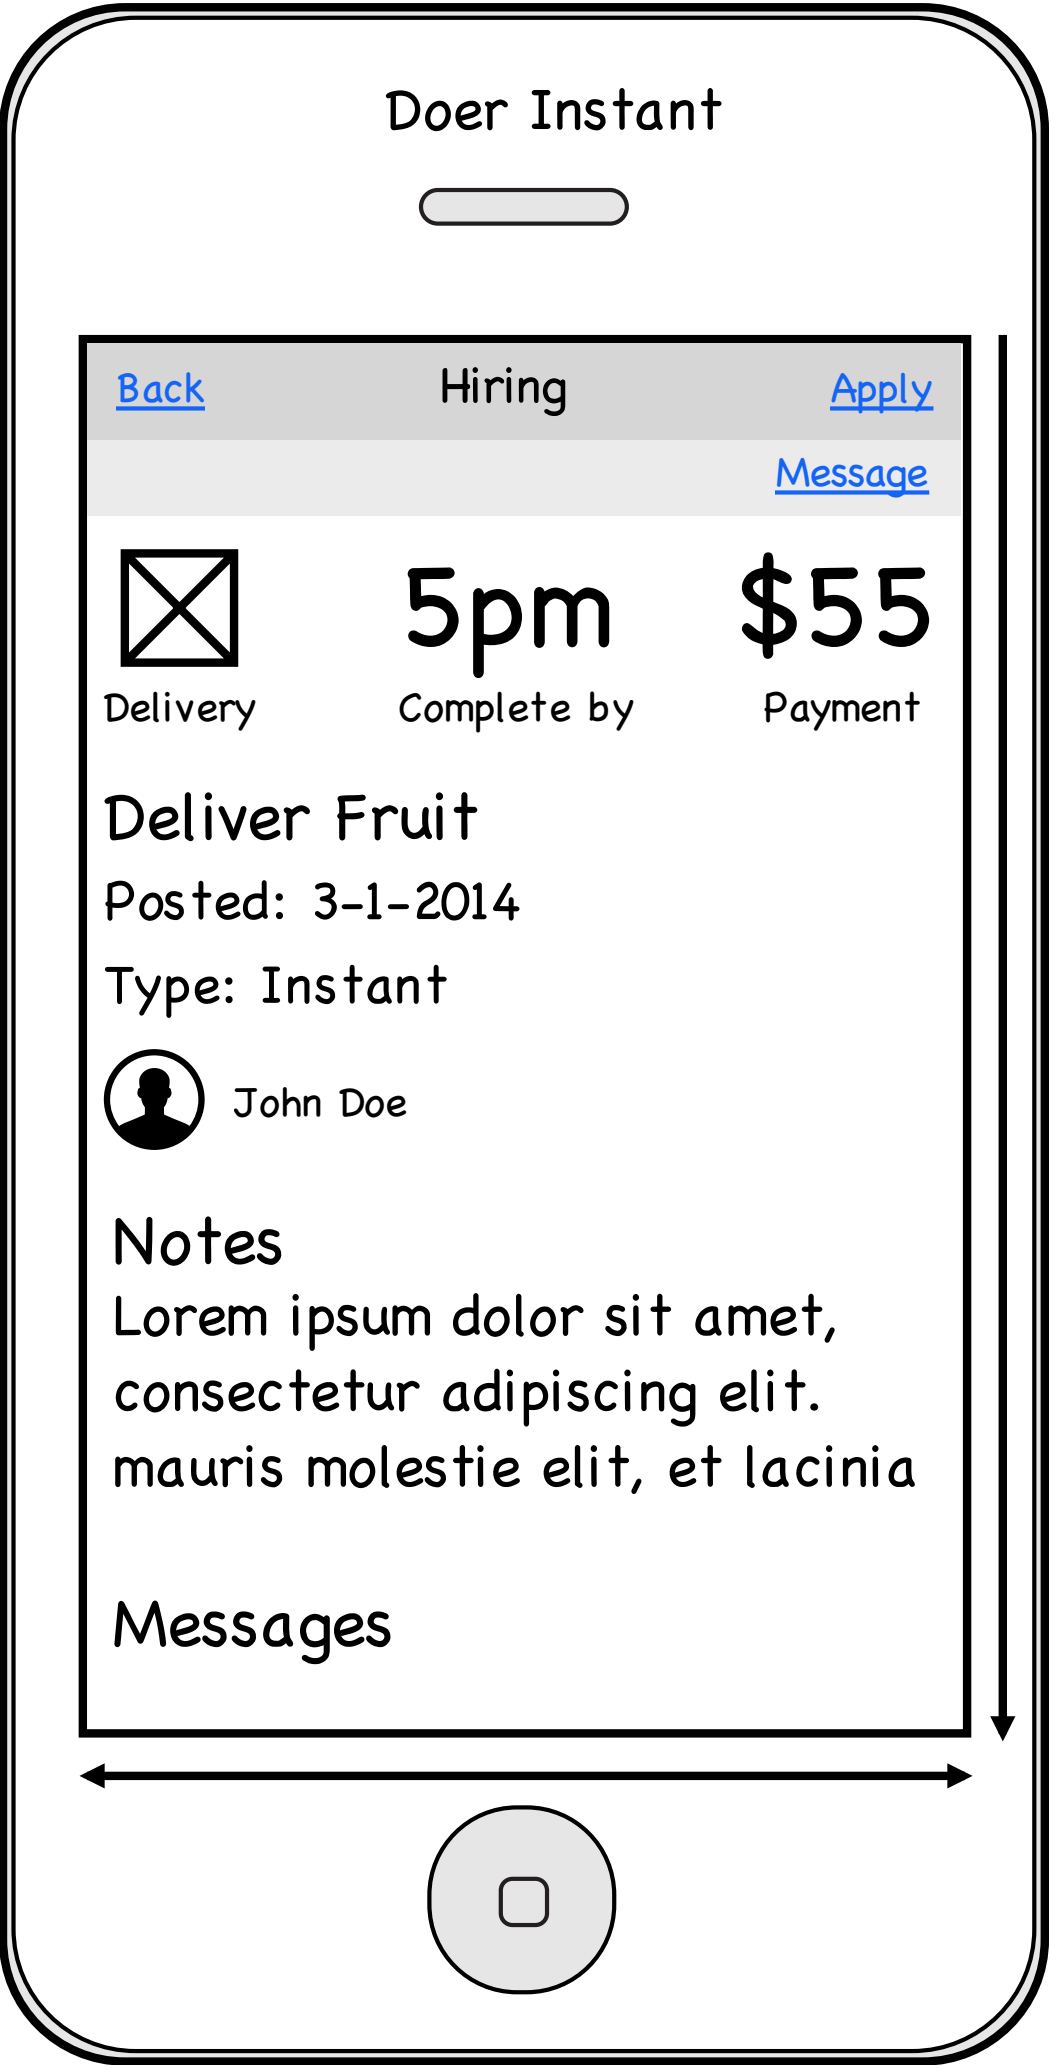 Doer Instant
Back Hiring Apply
Message
5pm $55
Delivery Complete by Payment
Deliver Fruit
Posted: 3-1-2014
Type: Instant
John Doe
Notes
Lorem ipsum dolor sit amet,
consectetur adipiscing elit.
mauris molestie elit, et lacinia
Messages